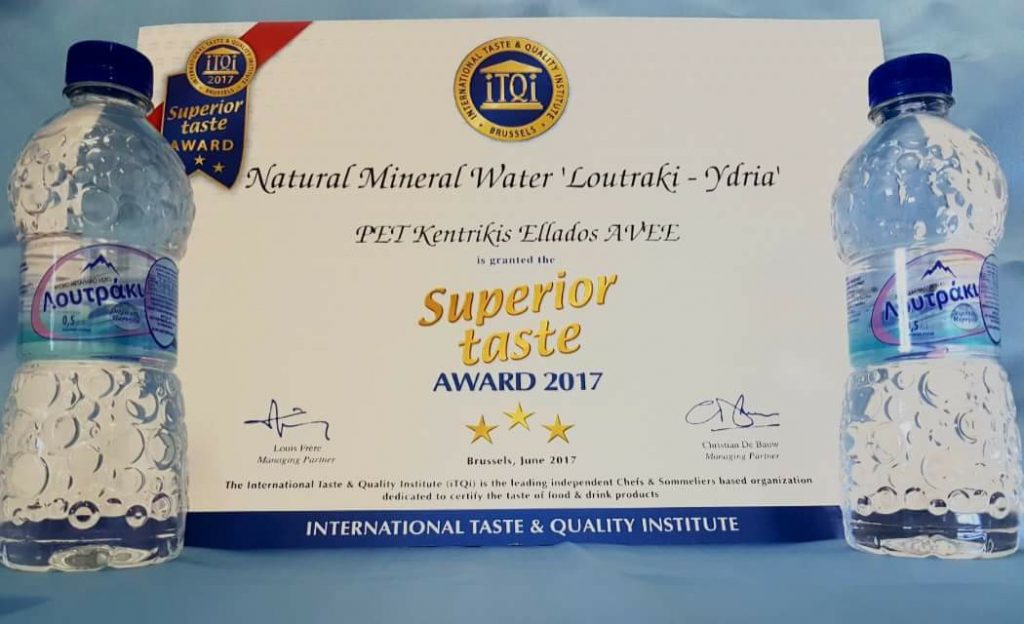 INTERNATIONAL TASTE & QUALITY INSTITUTE
iTQi
BRUSSELS
iTQi
2017
BRUSSELS
Superior
taste
AWARD
Natural Mineral Water 'Loutraki - Ydria'
PET Kentrikis Ellados AVEE
is granted the
Superior
taste
AWARD 2017
Louis Frère
Managing Partner
Christian De Bauw
Managing Partner
Brussels, June 2017
The International Taste & Quality Institute (iTQi) is the leading independent Chefs & Sommeliers based organization
dedicated to certify the taste of food & drink products
INTERNATIONAL TASTE & QUALITY INSTITUTE
Λουτράκι
0,5
Λουτράκι